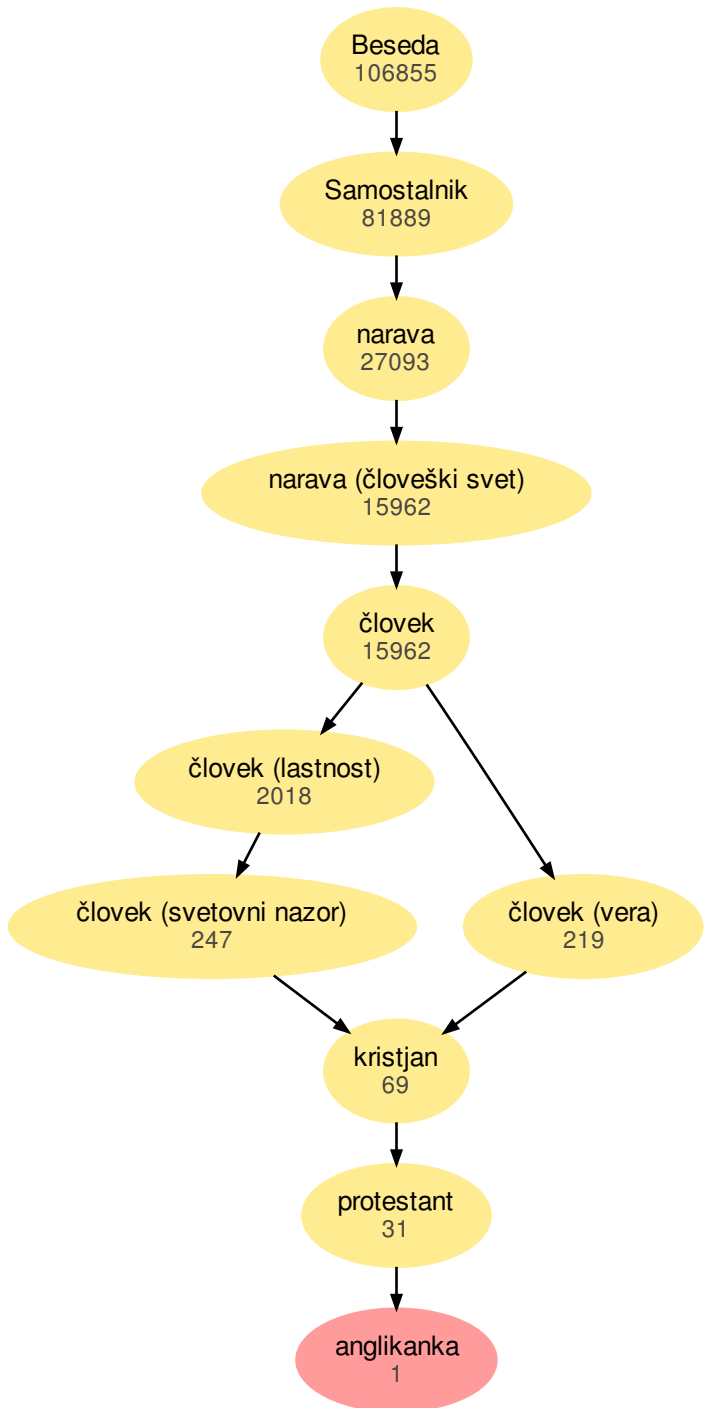 Beseda
106855
Samostalnik
81889
narava
27093
narava (človeški svet)
15962
človek
15962
človek (lastnost)
2018
človek (svetovni nazor)
247
človek (vera)
219
kristjan
69
protestant
31
anglikanka
1